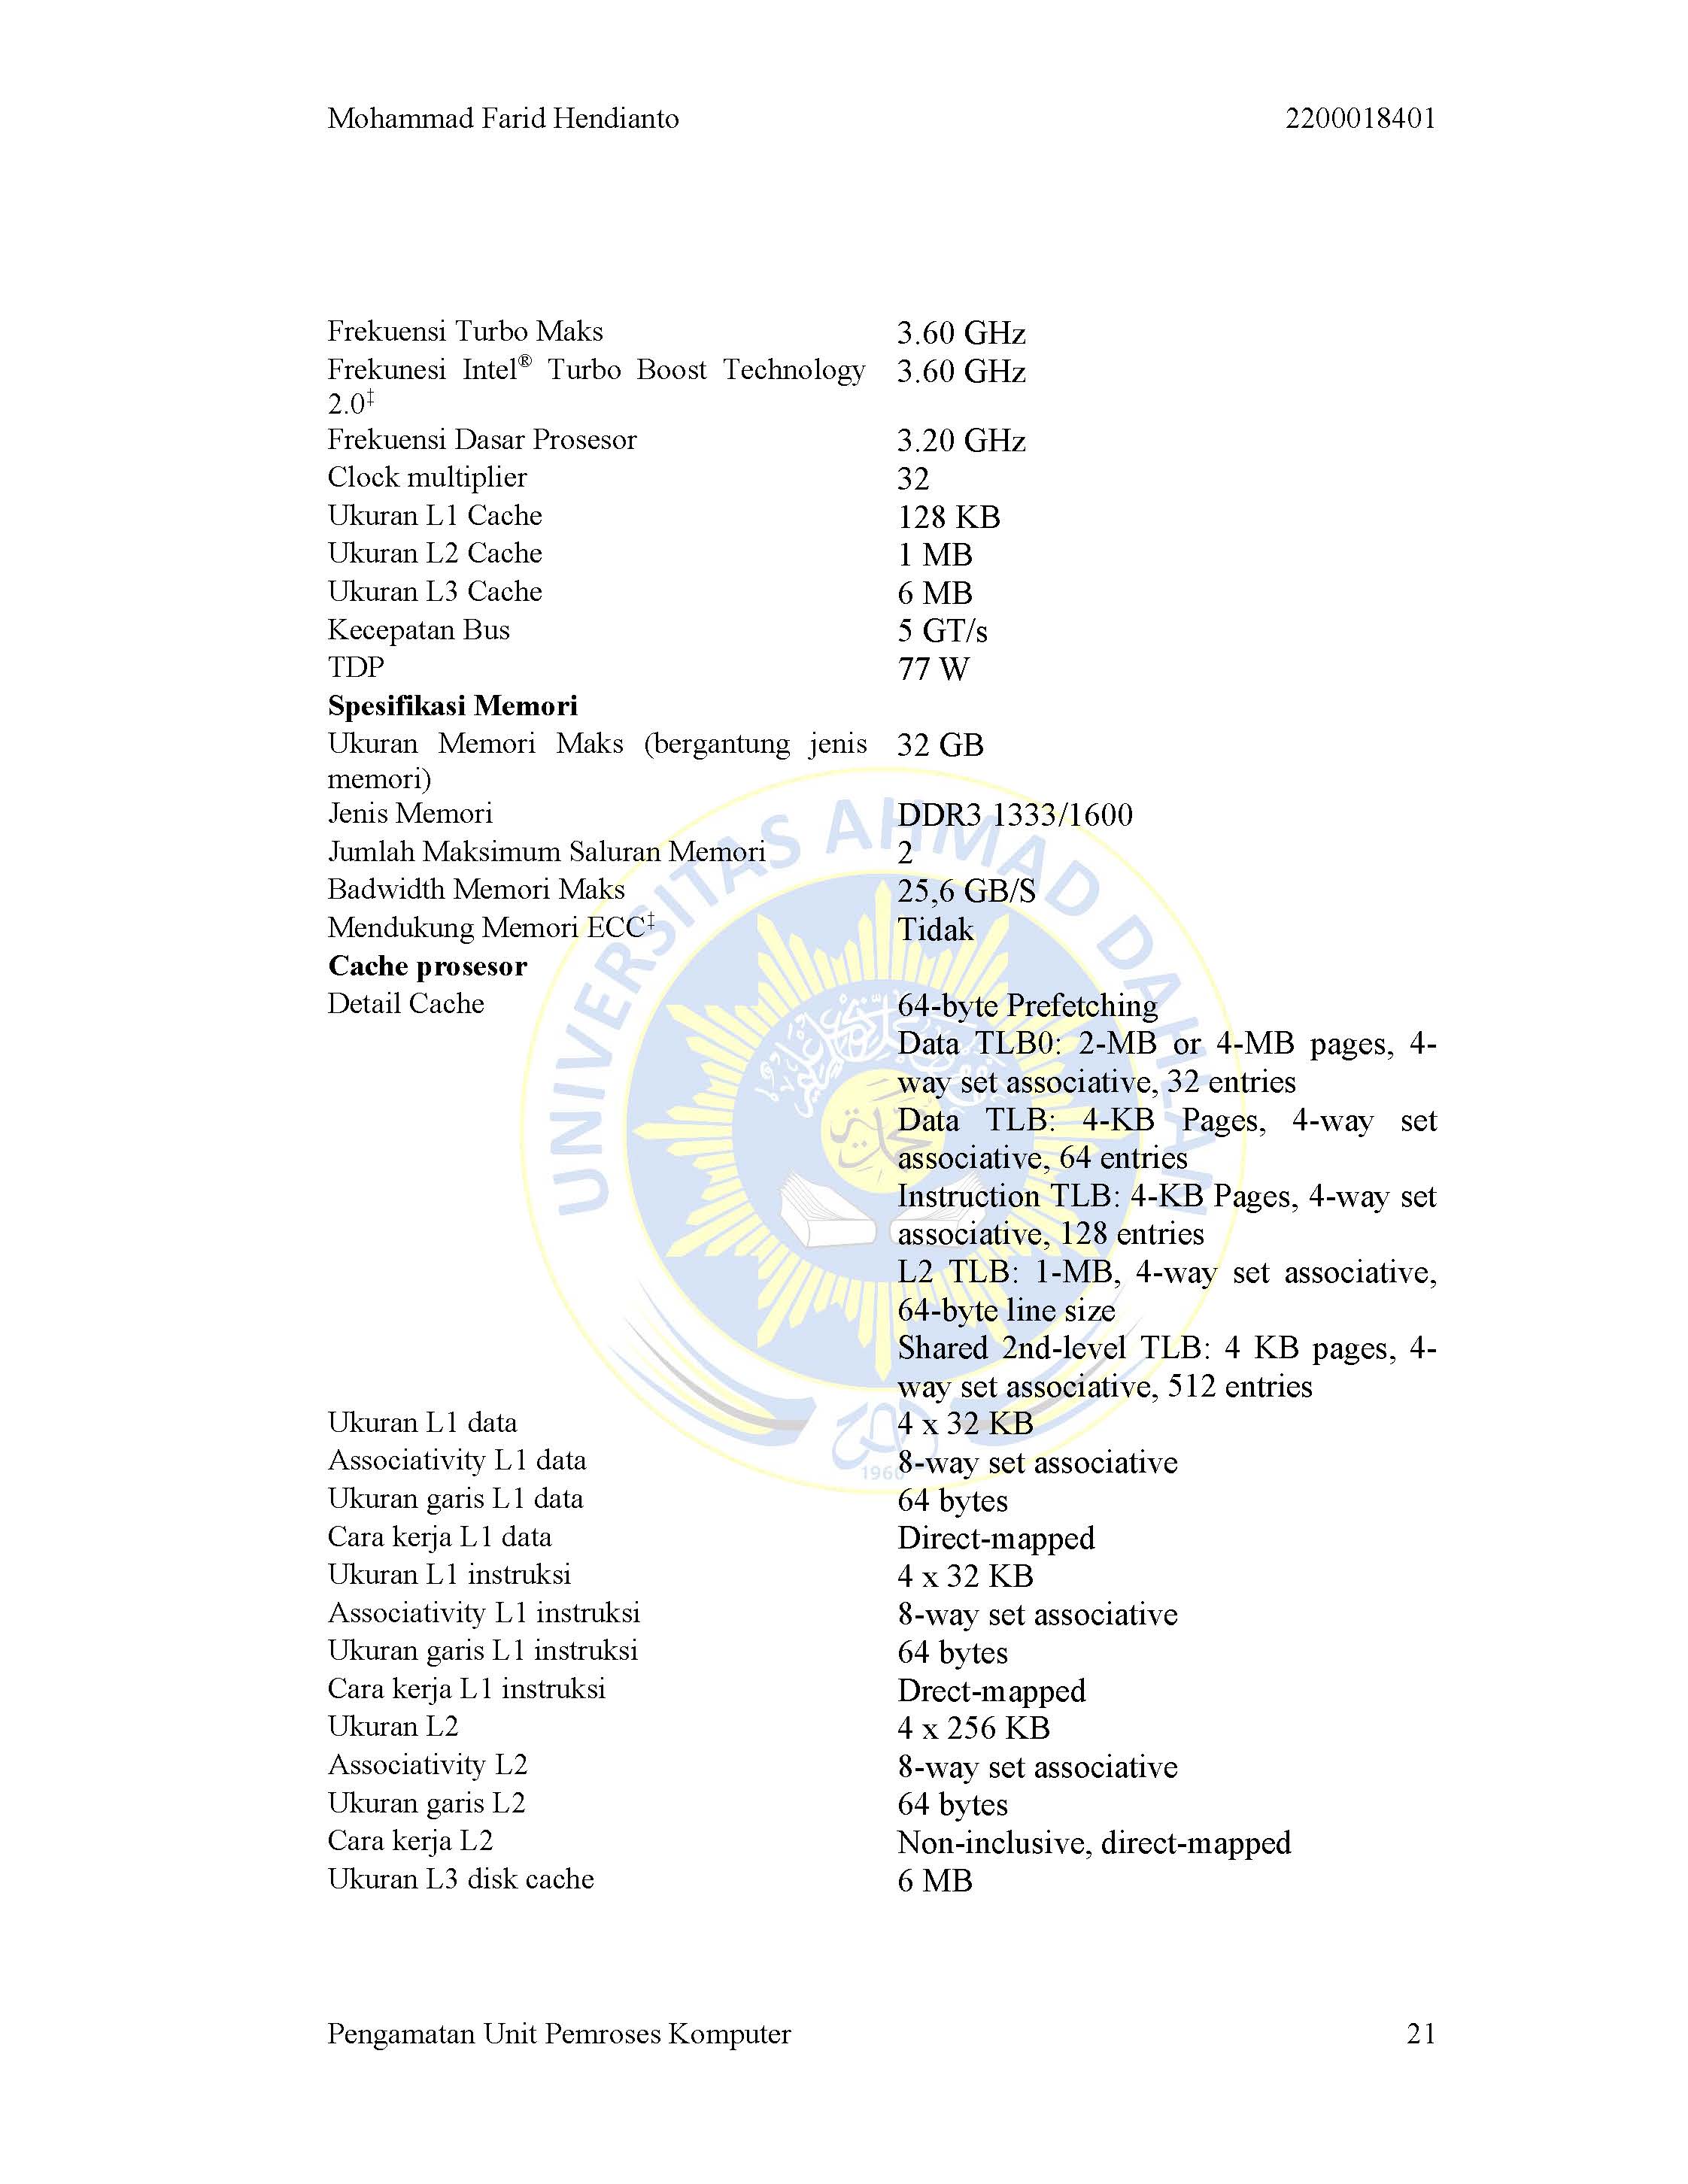 Mohammad Farid Hendianto 2200018401
Frekuensi Turbo Maks 3.60 GHz
Frekunesi Intel® Turbo Boost Technology 3.60 GHz
2.0‡
Frekuensi Dasar Prosesor 3.20 GHz
Clock multiplier 32
Ukuran L1 Cache 128 KB
Ukuran L2 Cache 1 MB
Ukuran L3 Cache 6 MB
Kecepatan Bus 5 GT/s
TDP 77 W
Spesifikasi Memori
Ukuran Memori Maks (bergantung jenis 32 GB
memori)
Jenis Memori DDR3 1333/1600
Jumlah Maksimum Saluran Memori 2
Badwidth Memori Maks 25,6 GB/S
Mendukung Memori ECC‡ Tidak
Cache prosesor
Detail Cache 64-byte Prefetching
Data TLB0: 2-MB or 4-MB pages, 4-
way set associative, 32 entries
Data TLB: 4-KB Pages, 4-way set
associative, 64 entries
Instruction TLB: 4-KB Pages, 4-way set
associative, 128 entries
L2 TLB: 1-MB, 4-way set associative,
64-byte line size
Shared 2nd-level TLB: 4 KB pages, 4-
way set associative, 512 entries
Ukuran L1 data 4 x 32 KB
Associativity L1 data 8-way set associative
Ukuran garis L1 data 64 bytes
Cara kerja L1 data Direct-mapped
Ukuran L1 instruksi 4 x 32 KB
Associativity L1 instruksi 8-way set associative
Ukuran garis L1 instruksi 64 bytes
Cara kerja L1 instruksi Drect-mapped
Ukuran L2 4 x 256 KB
Associativity L2 8-way set associative
Ukuran garis L2 64 bytes
Cara kerja L2 Non-inclusive, direct-mapped
Ukuran L3 disk cache 6 MB
UNIVERSITAS AHMAD DAHLAN
1960
Pengamatan Unit Pemroses Komputer 21